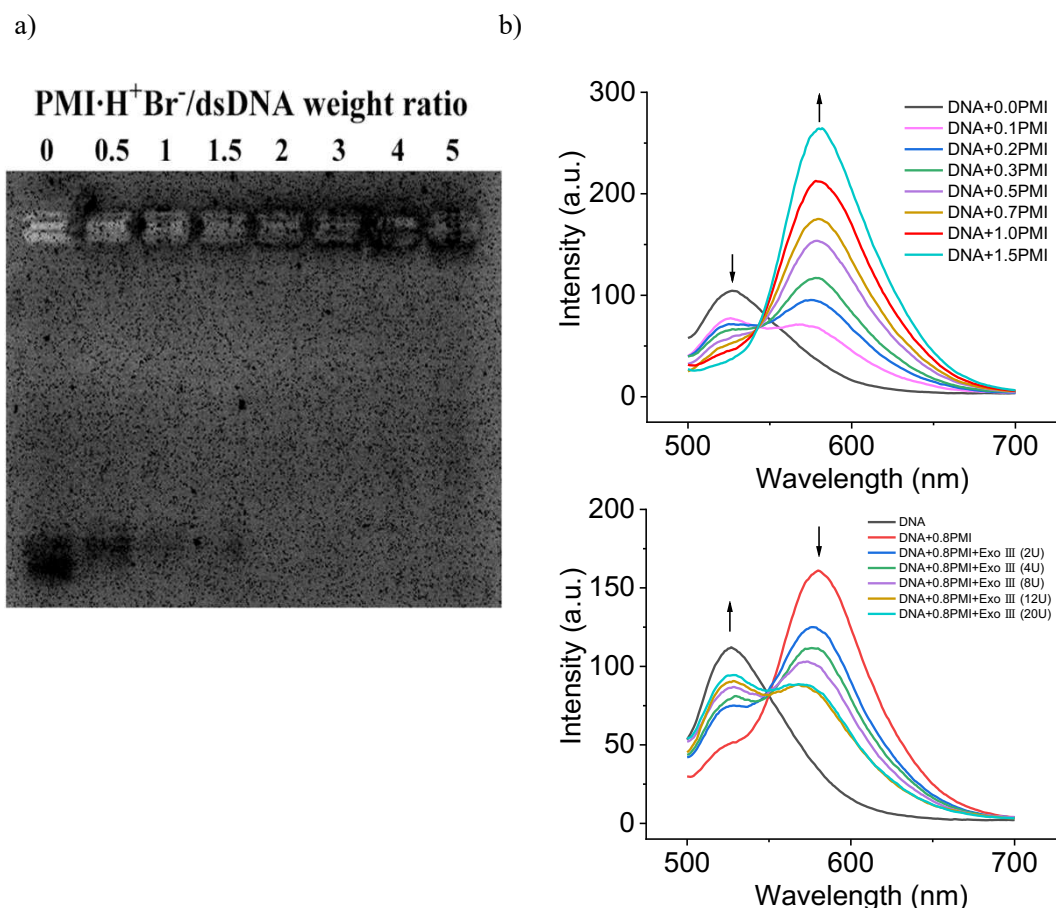 a)
b)
PMI·H⁺Br⁻/dsDNA weight ratio
0 0.5 1 1.5 2 3 4 5
300
200
100
0
Intensity (a.u.)
DNA+0.0PMI
DNA+0.1PMI
DNA+0.2PMI
DNA+0.3PMI
DNA+0.5PMI
DNA+0.7PMI
DNA+1.0PMI
DNA+1.5PMI
500 600 700
Wavelength (nm)
200
150
100
50
0
Intensity (a.u.)
DNA
DNA+0.8PMI
DNA+0.8PMI+Exo Ⅲ (2U)
DNA+0.8PMI+Exo Ⅲ (4U)
DNA+0.8PMI+Exo Ⅲ (8U)
DNA+0.8PMI+Exo Ⅲ (12U)
DNA+0.8PMI+Exo Ⅲ (20U)
500 600 700
Wavelength (nm)